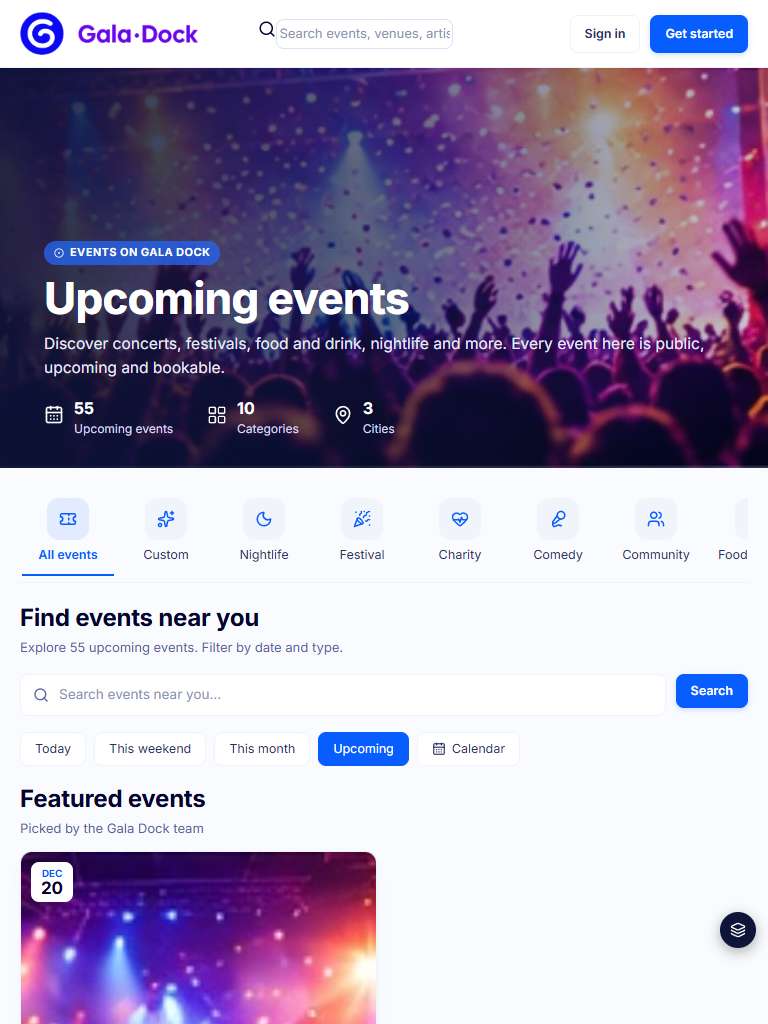 Gala·Dock
Search events, venues, artis
Sign in
Get started
EVENTS ON GALA DOCK
Upcoming events
Discover concerts, festivals, food and drink, nightlife and more. Every event here is public,
upcoming and bookable.
55
Upcoming events
10
Categories
3
Cities
All events
Custom
Nightlife
Festival
Charity
Comedy
Community
Food
Find events near you
Explore 55 upcoming events. Filter by date and type.
Search events near you...
Search
Today
This weekend
This month
Upcoming
Calendar
Featured events
Picked by the Gala Dock team
DEC
20